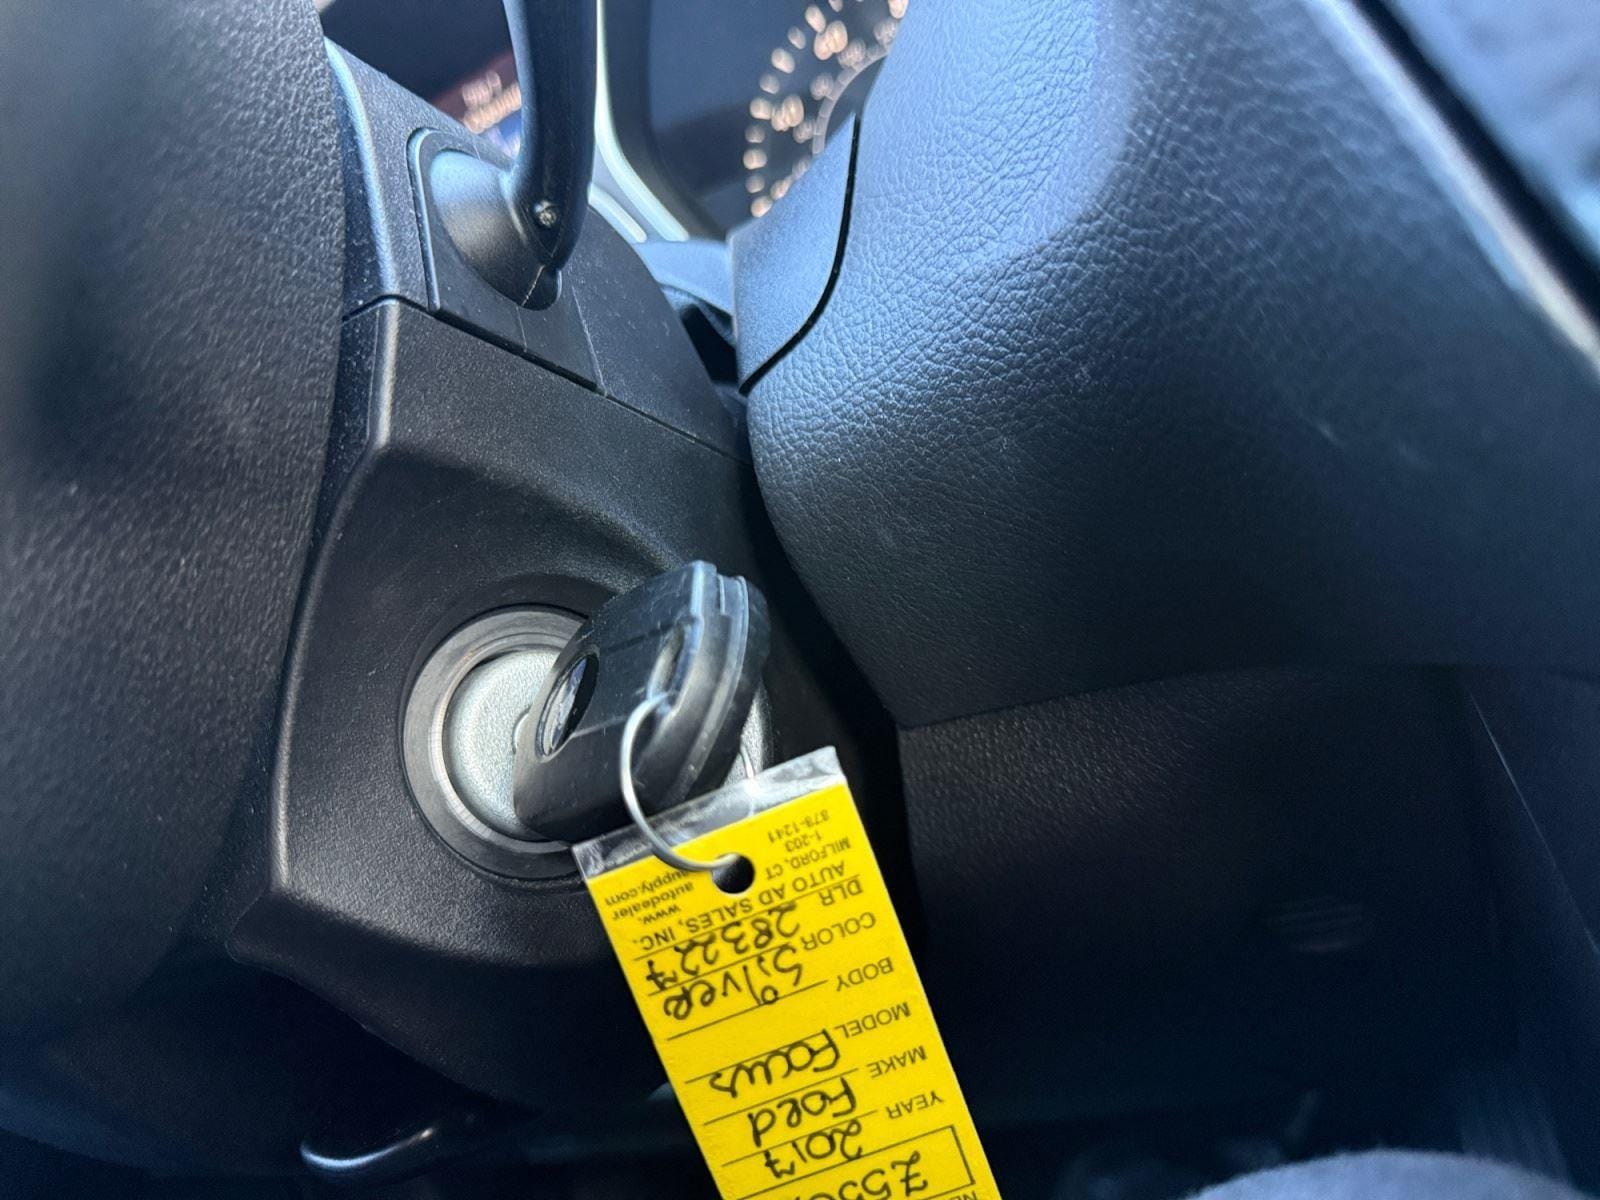 2017
YEAR
Ford
MAKE
Focus
MODEL
BODY
Silver
COLOR
283227
DLR
AUTO AD SALES, INC.
MILFORD, CT
1-203
878-1241
www.
autodealer
supply.com